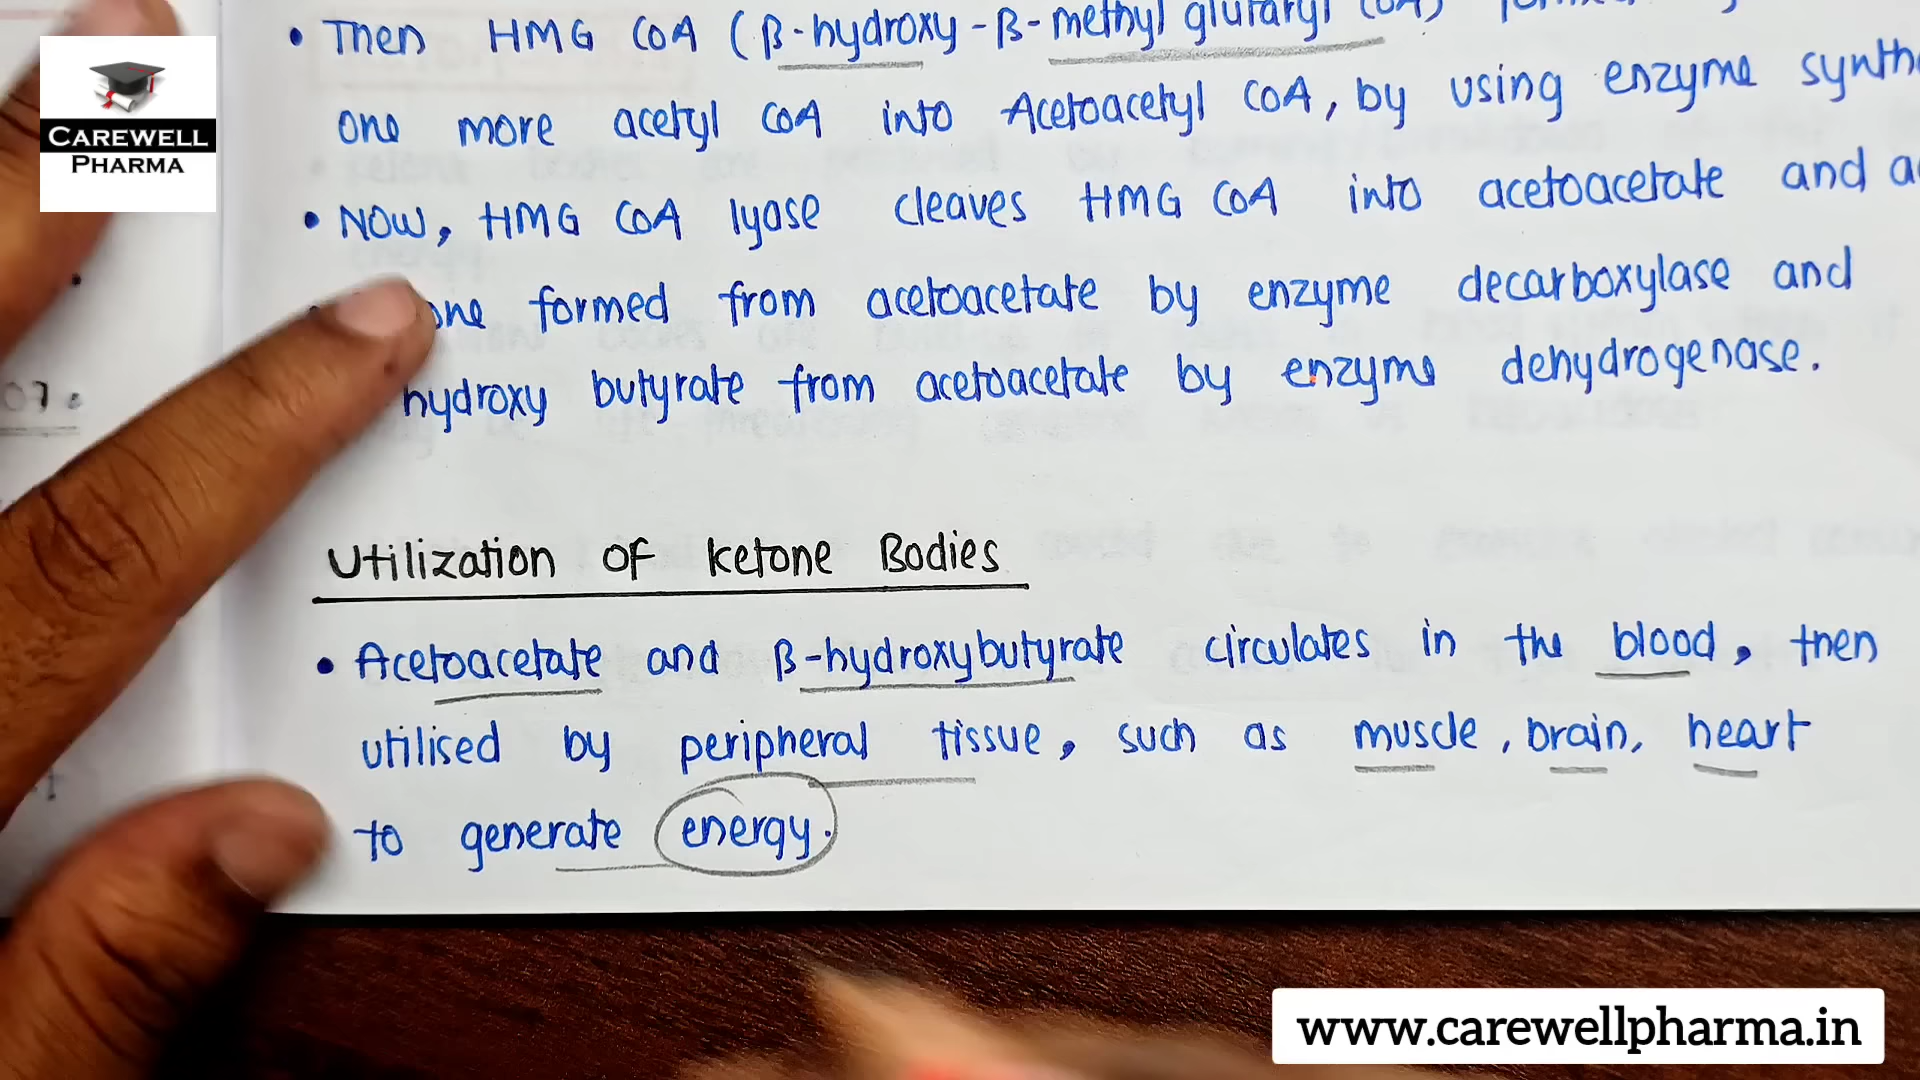 • Then HMG CoA (β-hydroxy-β-methyl glutaryl CoA)
one more acetyl CoA into Acetoacetyl CoA, by using enzyme
• Now, HMG CoA lyase cleaves HMG CoA into acetoacetate and
formed from acetoacetate by enzyme decarboxylase and
hydroxy butyrate from acetoacetate by enzyme dehydrogenase.
Utilization of Ketone Bodies
• Acetoacetate and β-hydroxybutyrate circulates in the blood, then
utilised by peripheral tissue, such as muscle, brain, heart
to generate energy.
CAREWELL
PHARMA
www.carewellpharma.in